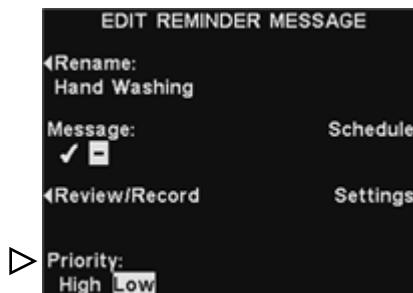 EDIT REMINDER MESSAGE
Rename:
Hand Washing
Message: Schedule
✓ -
Review/Record Settings
Priority:
High Low